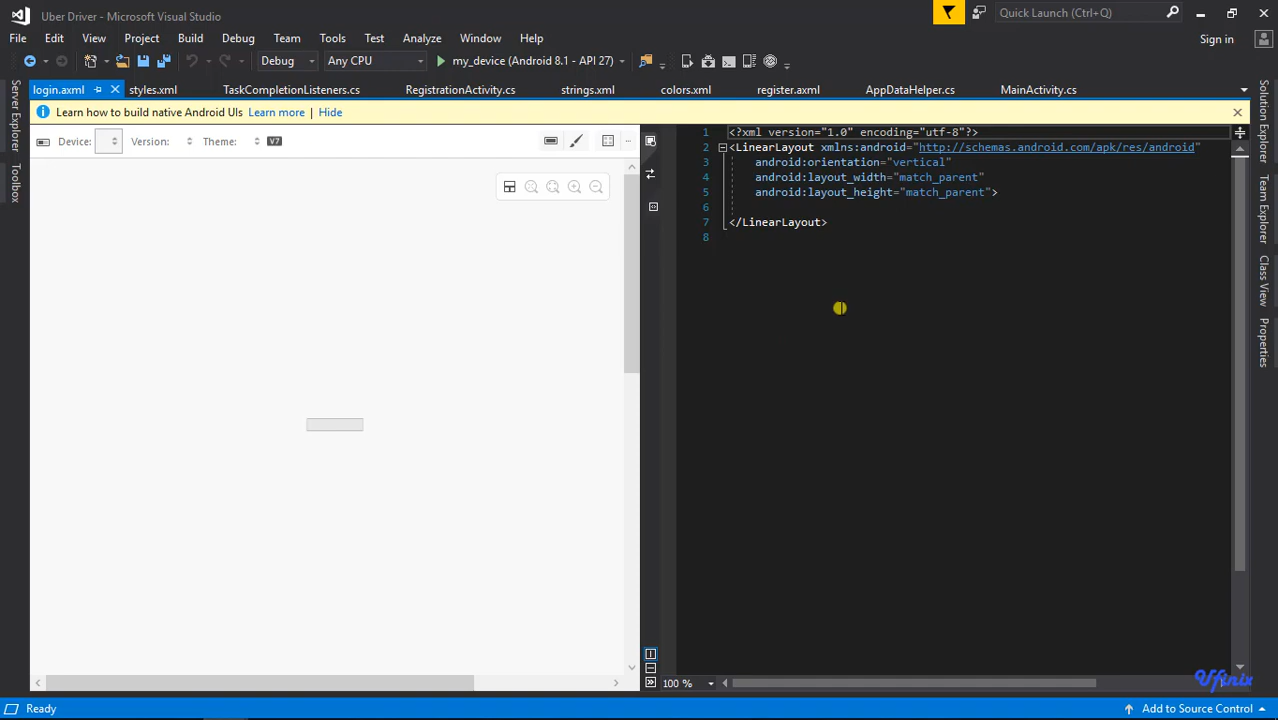 Uber Driver - Microsoft Visual Studio
Quick Launch (Ctrl+Q)
File Edit View Project Build Debug Team Tools Test Analyze Window Help
Sign in
Debug Any CPU my_device (Android 8.1 - API 27)
login.axml styles.xml TaskCompletionListeners.cs RegistrationActivity.cs strings.xml colors.xml register.axml AppDataHelper.cs MainActivity.cs
Learn how to build native Android UIs Learn more Hide
Device: Version: Theme: V7
Server Explorer
Toolbox
1 <?xml version="1.0" encoding="utf-8"?>
2 <LinearLayout xmlns:android="http://schemas.android.com/apk/res/android"
3 android:orientation="vertical"
4 android:layout_width="match_parent"
5 android:layout_height="match_parent">
6
7 </LinearLayout>
8
Solution Explorer
Team Explorer
Class View
Properties
100 %
Ufinix
Ready
Add to Source Control